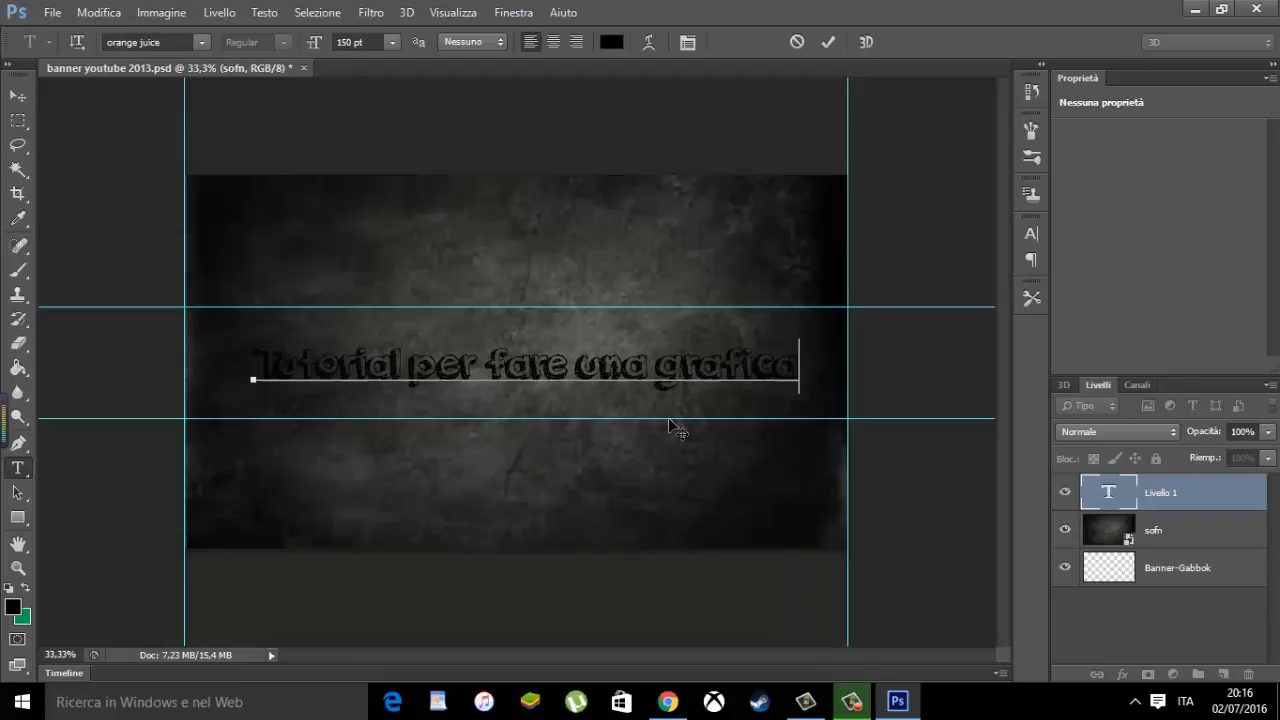 Ps File Modifica Immagine Livello Testo Selezione Filtro 3D Visualizza Finestra Aiuto
T orange juice Regular 150 pt aa Nessuno 3D 3D
banner youtube 2013.psd @ 33,3% (sofn, RGB/8) * ×
Proprietà
Nessuna proprietà
Tutorial per fare una grafica
3D Livelli Canali
Tipo
Normale Opacità: 100%
Bloc.: Riemp.: 100%
T Livello 1
sofn
Banner-Gabbok
33,33% Doc: 7,23 MB/15,4 MB
Timeline
Ricerca in Windows e nel Web
ITA
20:16
02/07/2016